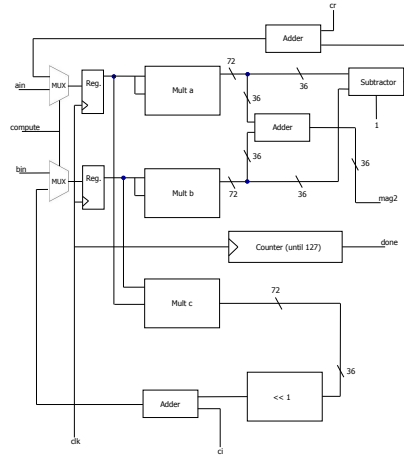 cr
Adder
72
36
ain
MUX
Reg.
Mult a
36
Subtractor
compute
Adder
1
36
36
bin
MUX
Reg.
Mult b
72
36
mag2
Counter (until 127)
done
72
Mult c
36
Adder
<< 1
clk
ci